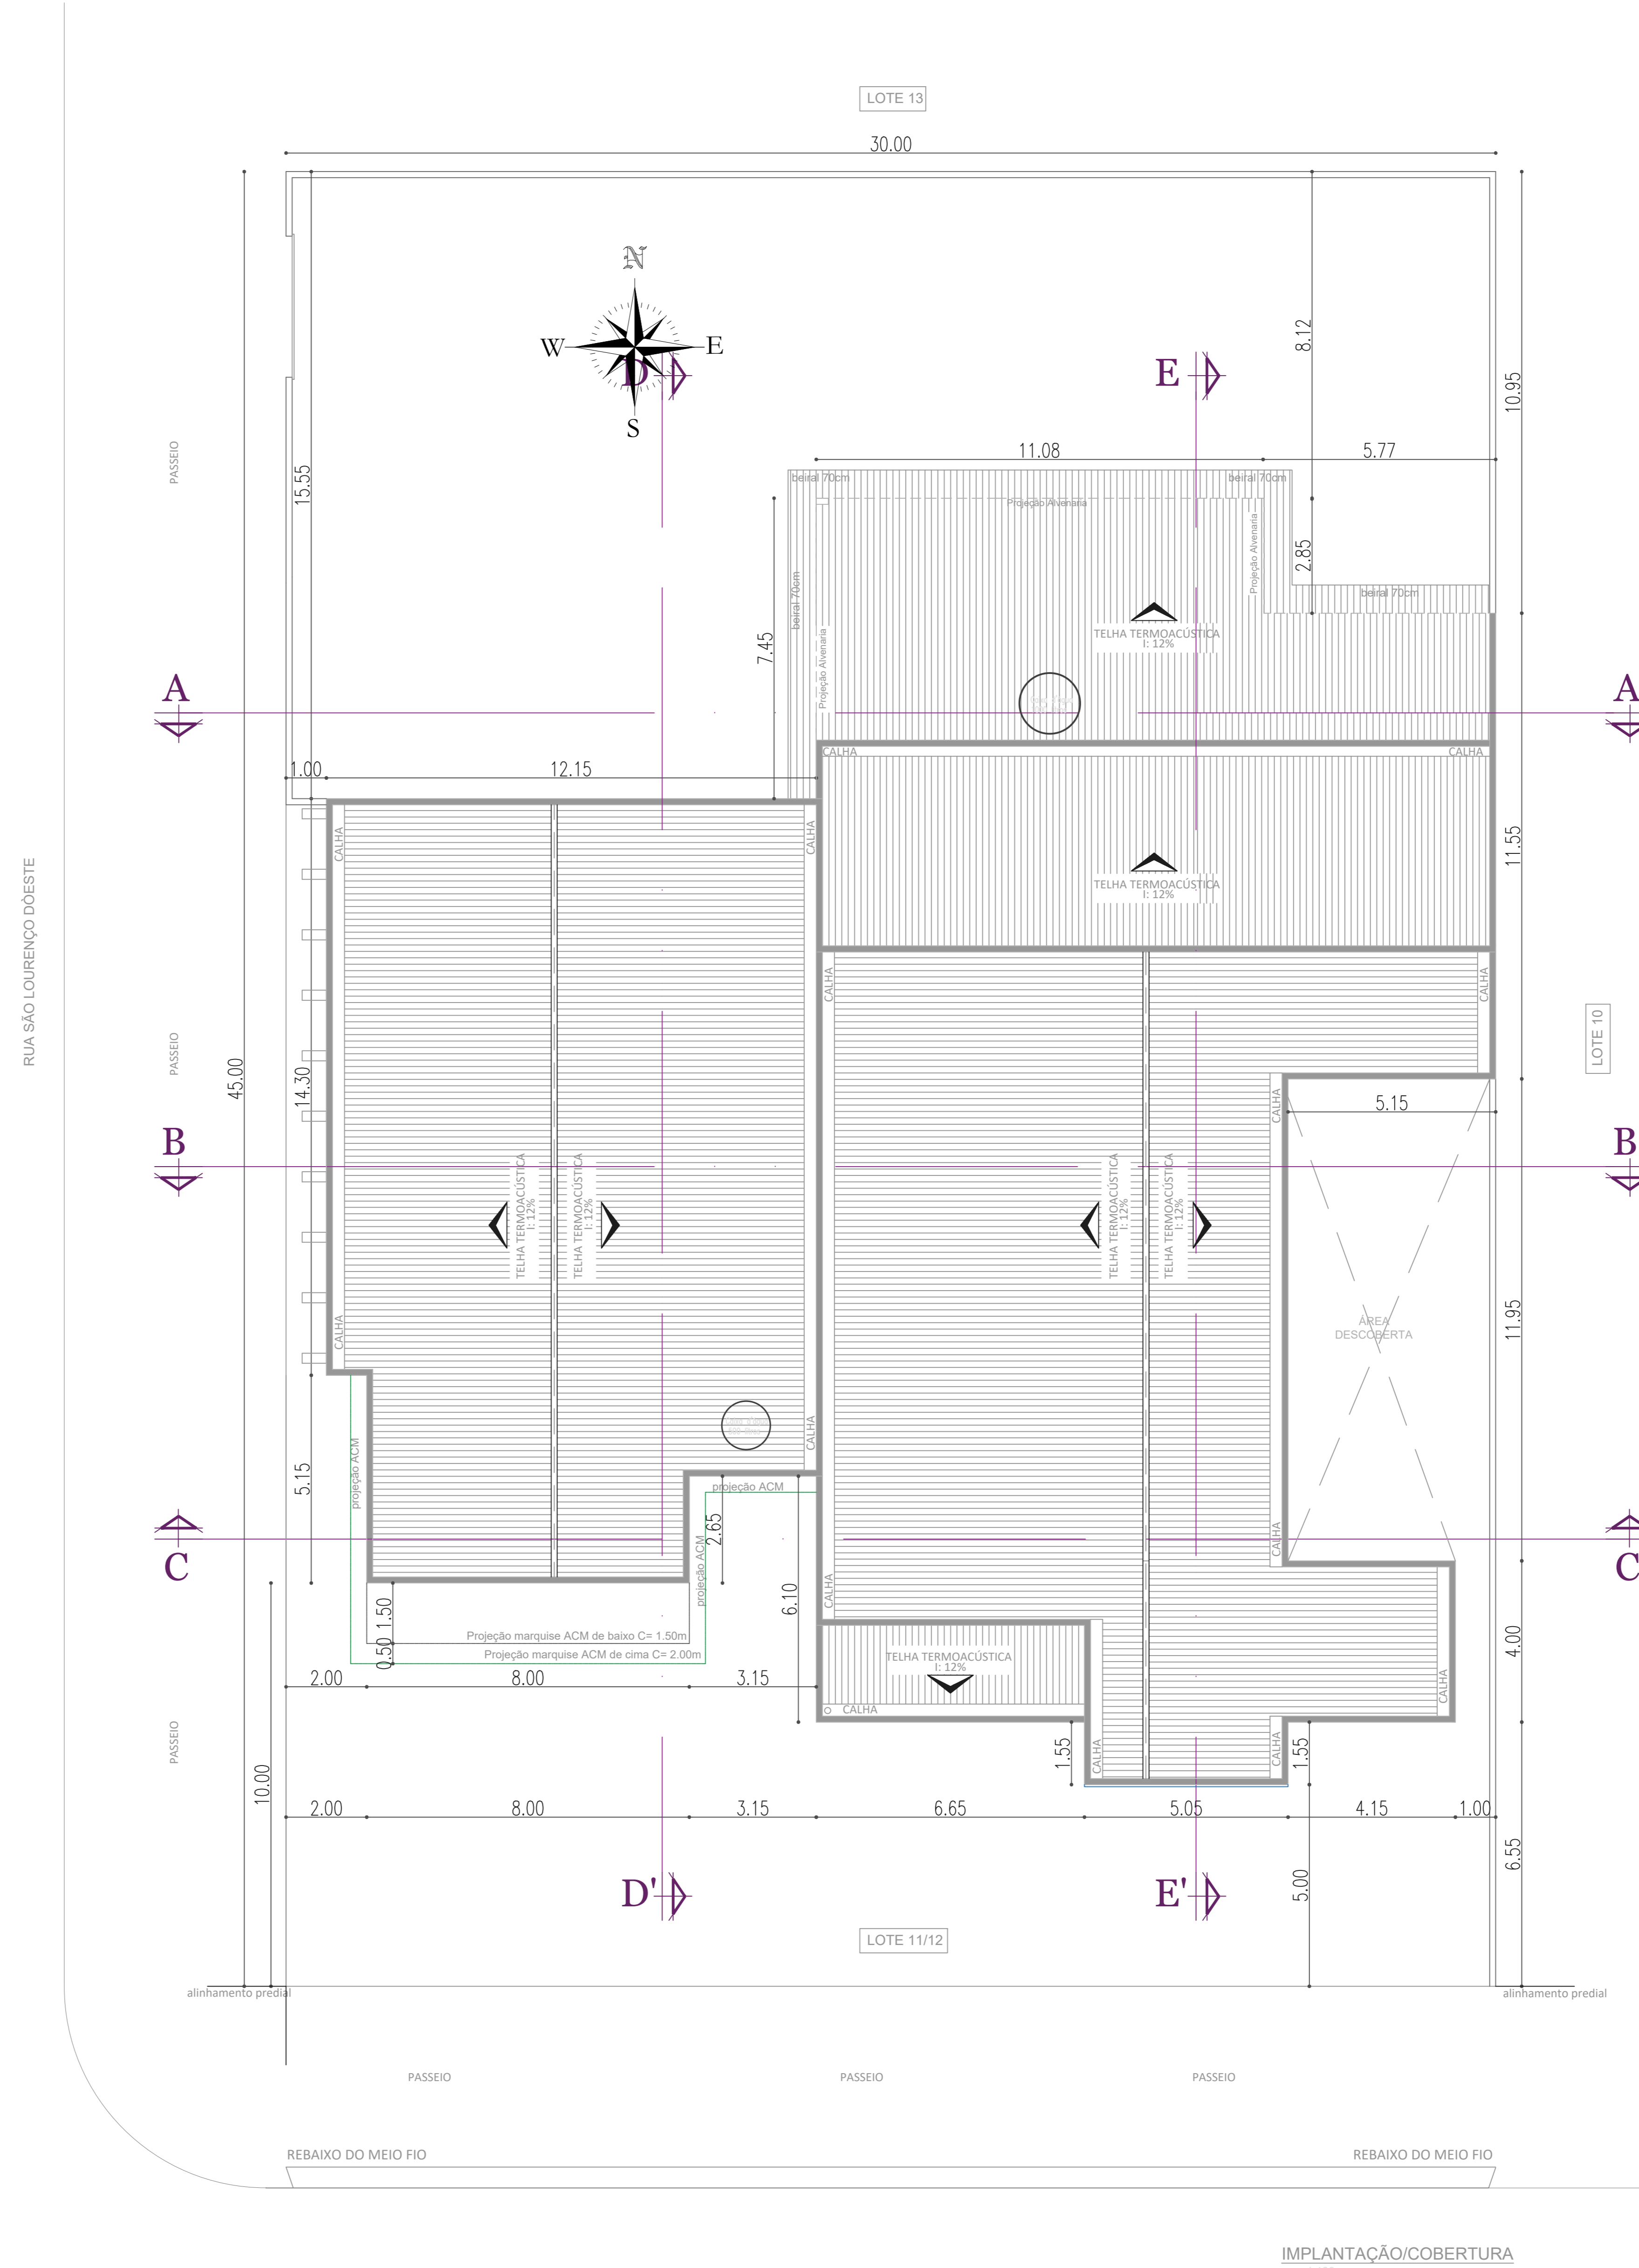 LOTE 13
30.00
N
W
E
S
D
E
8.12
10.95
PASSEIO
15.55
11.08
5.77
beiral 70cm
beiral 70cm
Projeção Alvenaria
Projeção Alvenaria
2.85
beiral 70cm
beiral 70cm
7.45
Projeção Alvenaria
TELHA TERMOACÚSTICA
I: 12%
A
A
CALHA
CALHA
1.00
12.15
CALHA
CALHA
11.55
TELHA TERMOACÚSTICA
I: 12%
RUA SÃO LOURENÇO DÒESTE
PASSEIO
45.00
14.30
CALHA
CALHA
LOTE 10
CALHA
5.15
B
B
TELHA TERMOACÚSTICA
I: 12%
TELHA TERMOACÚSTICA
I: 12%
TELHA TERMOACÚSTICA
I: 12%
TELHA TERMOACÚSTICA
I: 12%
ÁREA
DESCOBERTA
11.95
CALHA
CALHA
5.15
projeção ACM
projeção ACM
2.65
projeção ACM
CALHA
C
C
6.10
CALHA
1.50
0.50
Projeção marquise ACM de baixo C= 1.50m
Projeção marquise ACM de cima C= 2.00m
TELHA TERMOACÚSTICA
I: 12%
4.00
2.00
8.00
3.15
CALHA
CALHA
PASSEIO
10.00
1.55
CALHA
CALHA
1.55
2.00
8.00
3.15
6.65
5.05
4.15
1.00
6.55
5.00
D'
E'
LOTE 11/12
alinhamento predial
alinhamento predial
PASSEIO
PASSEIO
PASSEIO
REBAIXO DO MEIO FIO
REBAIXO DO MEIO FIO
IMPLANTAÇÃO/COBERTURA